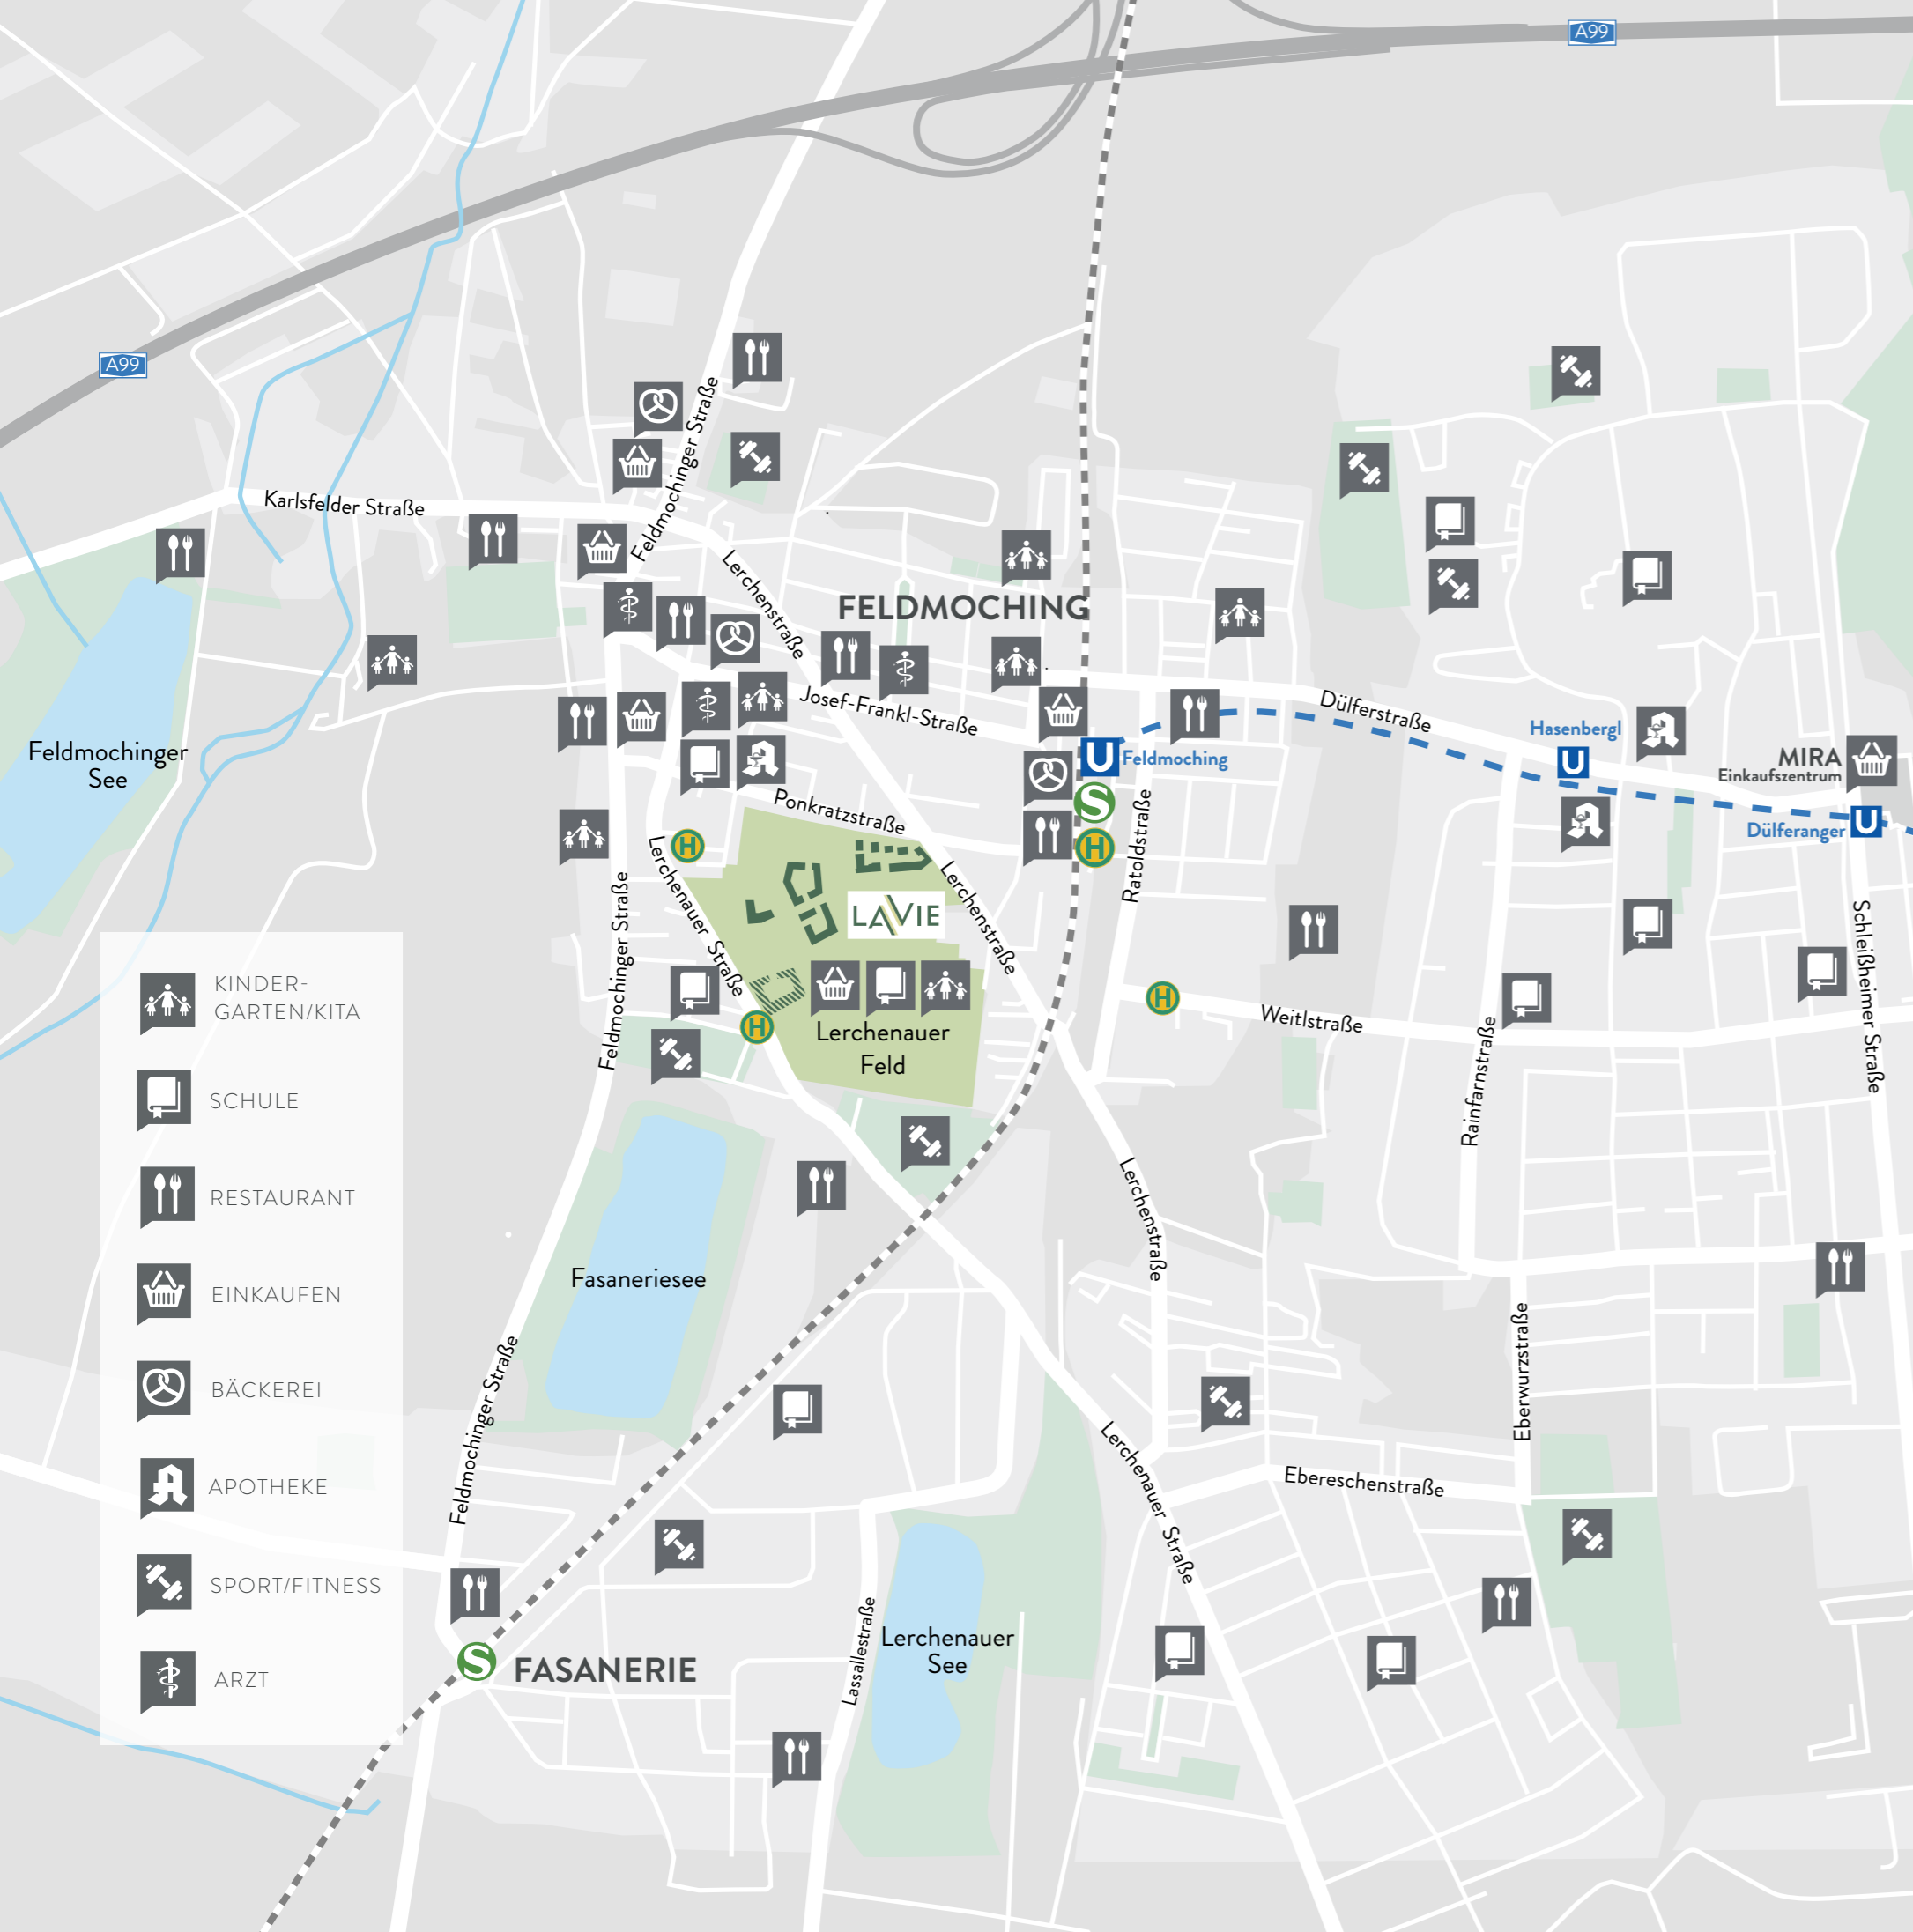 A99
A99
Feldmochinger Straße
Karlsfelder Straße
Lerchenstraße
FELDMOCHING
Josef-Frankl-Straße
Dülferstraße
Hasenbergl
U
MIRA
Einkaufszentrum
U
Feldmoching
Feldmochinger
See
S
Ponkratzstraße
Dülferanger
U
H
H
Ratoldstraße
Lerchenauer Straße
Lerchenstraße
Feldmochinger Straße
LAVIE
Schleißheimer Straße
H
Weitlstraße
H
Lerchenauer
Feld
Rainfarnstraße
KINDER-
GARTEN/KITA
SCHULE
RESTAURANT
EINKAUFEN
BÄCKEREI
APOTHEKE
SPORT/FITNESS
ARZT
Lerchenstraße
Fasaneriesee
Feldmochinger Straße
Eberwurzstraße
Lerchenauer Straße
Ebereschenstraße
Lassallestraße
Lerchenauer
See
S
FASANERIE